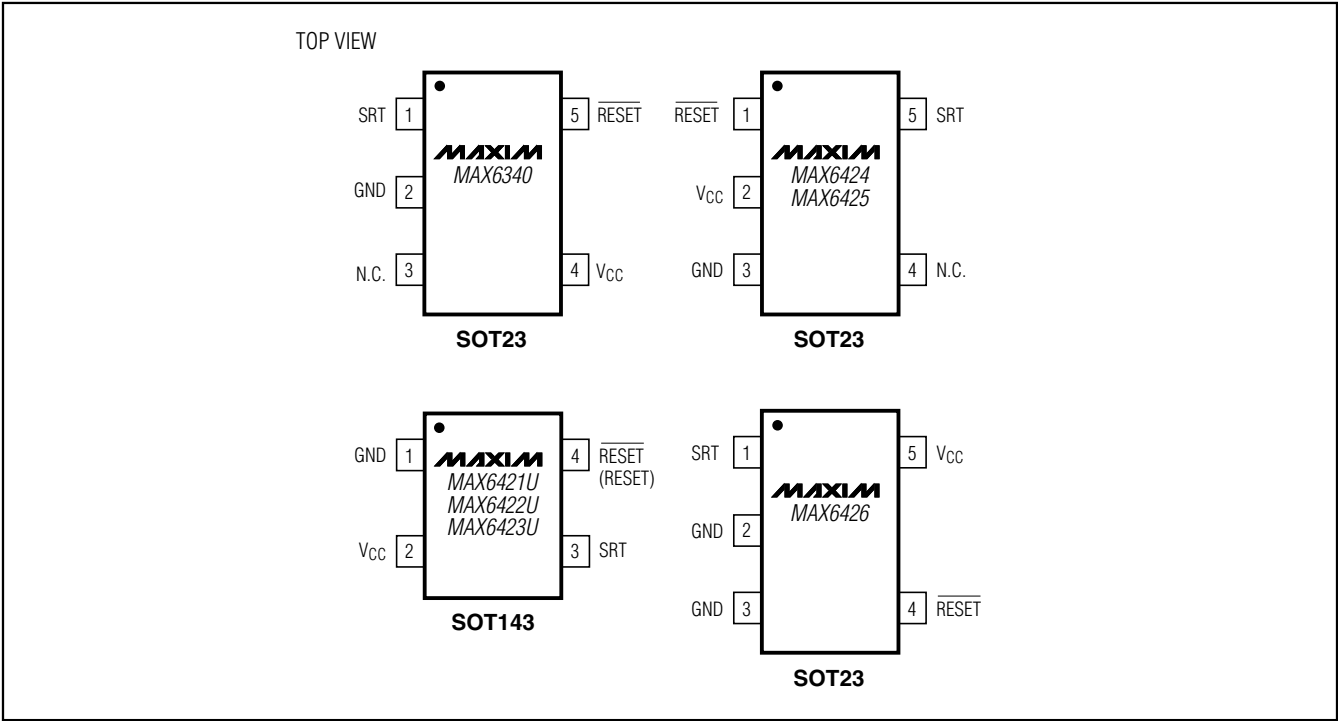 TOP VIEW
SRT 1
5 RESET
GND 2
N.C. 3
4 VCC
MAXIM
MAX6340
SOT23
RESET 1
5 SRT
VCC 2
GND 3
4 N.C.
MAXIM
MAX6424
MAX6425
SOT23
GND 1
4 RESET
(RESET)
VCC 2
3 SRT
MAXIM
MAX6421U
MAX6422U
MAX6423U
SOT143
SRT 1
5 VCC
GND 2
GND 3
4 RESET
MAXIM
MAX6426
SOT23